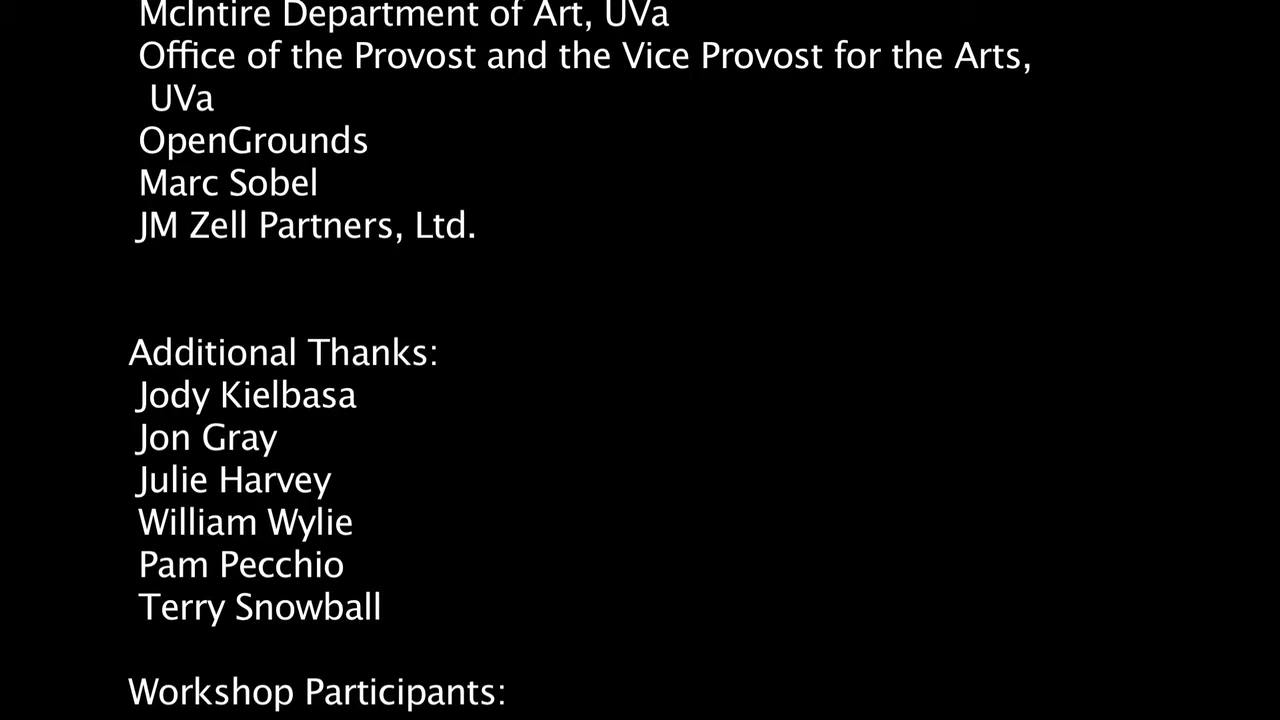 McIntire Department of Art, UVa
Office of the Provost and the Vice Provost for the Arts,
UVa
OpenGrounds
Marc Sobel
JM Zell Partners, Ltd.
Additional Thanks:
Jody Kielbasa
Jon Gray
Julie Harvey
William Wylie
Pam Pecchio
Terry Snowball
Workshop Participants: